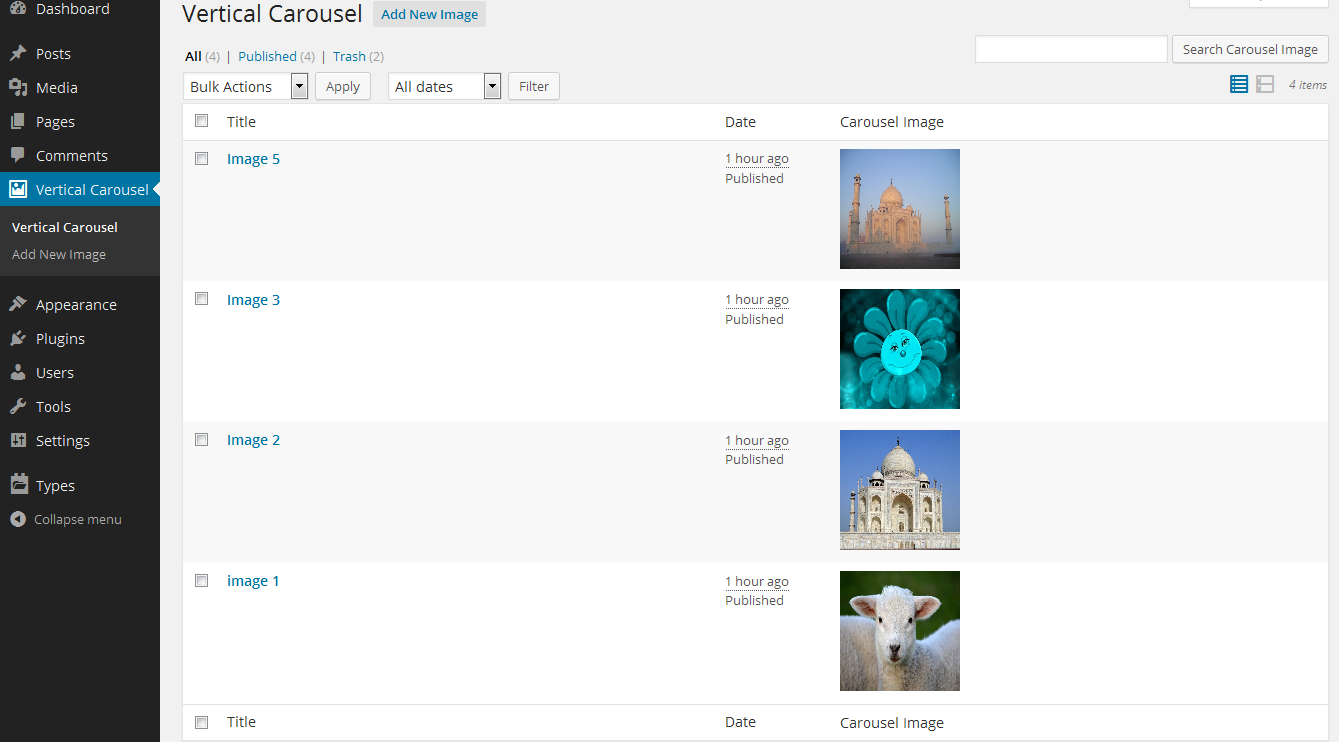 Dashboard
Posts
Media
Pages
Comments
Vertical Carousel
Vertical Carousel
Add New Image
Appearance
Plugins
Users
Tools
Settings
Types
Collapse menu
Vertical Carousel Add New Image
All (4) | Published (4) | Trash (2)
Search Carousel Image
Bulk Actions Apply All dates Filter 4 items
Title Date Carousel Image
Image 5 1 hour ago
Published
Image 3 1 hour ago
Published
Image 2 1 hour ago
Published
image 1 1 hour ago
Published
Title Date Carousel Image